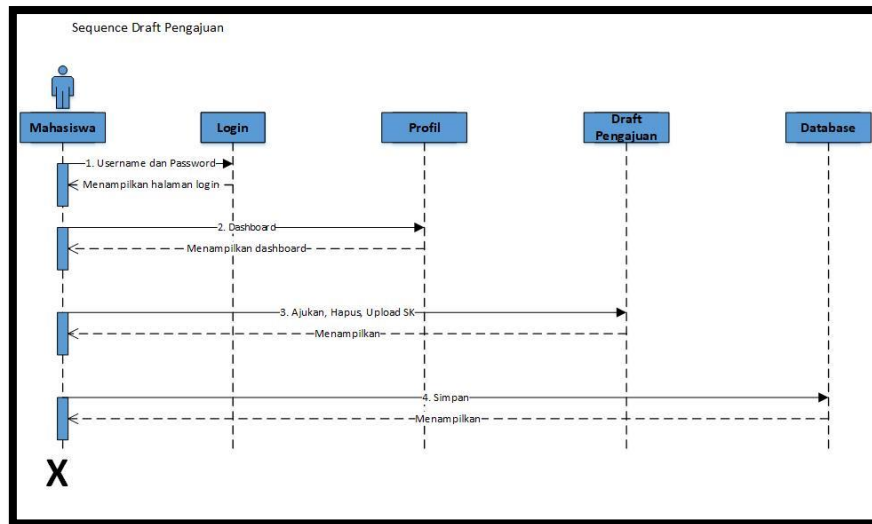 Sequence Draft Pengajuan
Mahasiswa
Login
Profil
Draft
Pengajuan
Database
1. Username dan Password
Menampilkan halaman login
2. Dashboard
Menampilkan dashboard
3. Ajukan, Hapus, Upload SK
Menampilkan
4. Simpan
Menampilkan
X